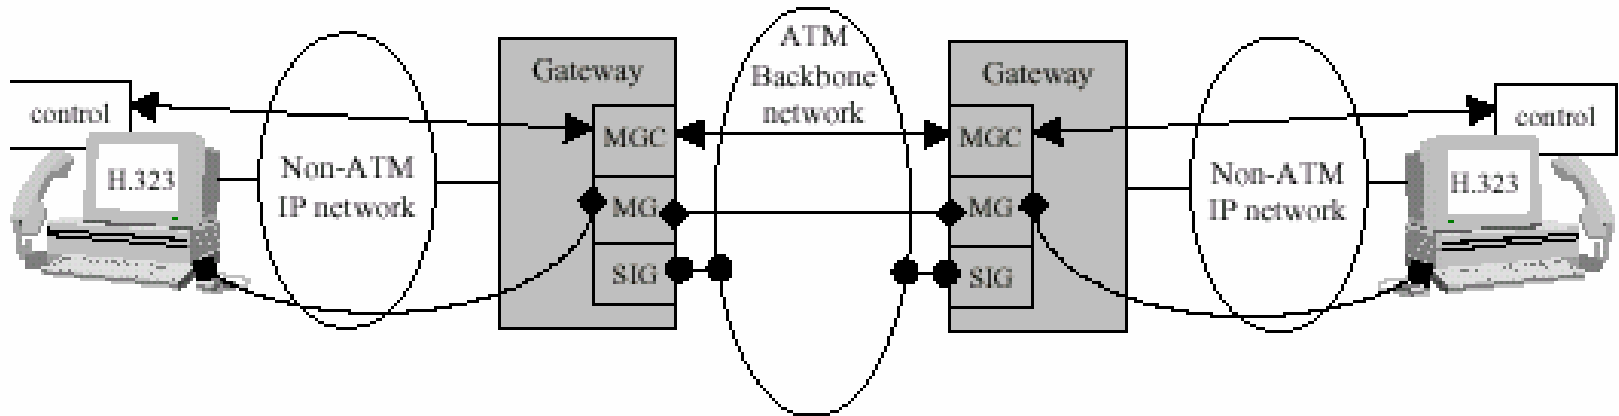 ATM
Backbone
network
Gateway
Gateway
control
MGC
MGC
control
H.323
Non-ATM
IP network
MG
MG
Non-ATM
IP network
H.323
SIG
SIG